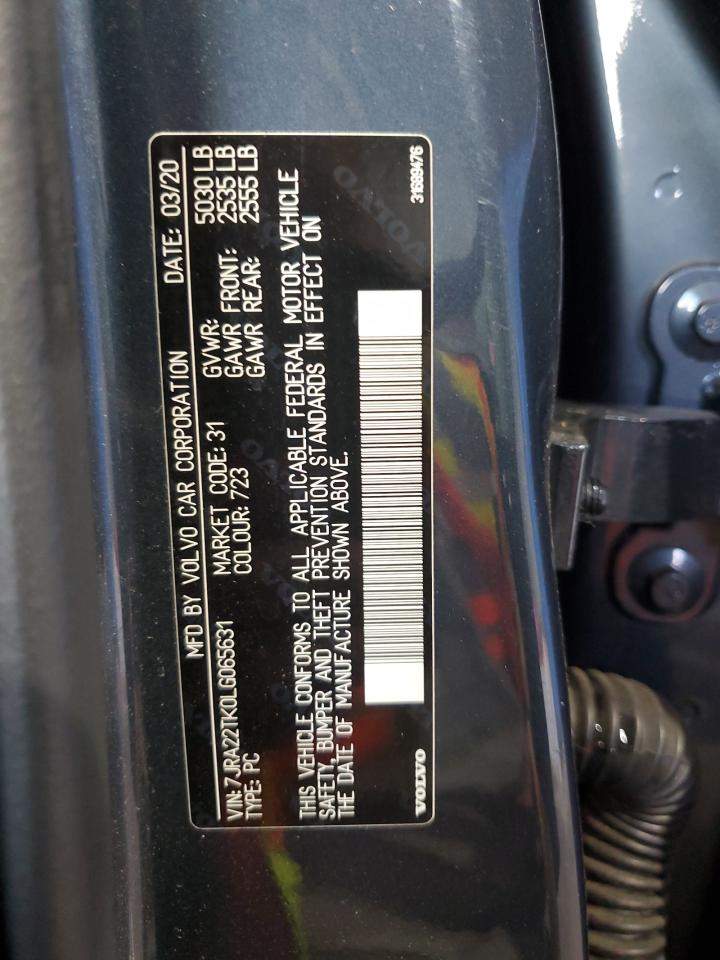 MFD BY VOLVO CAR CORPORATION DATE: 03/20
VIN: 7JRA22TK0LG065631 MARKET CODE: 31 GVWR: 5030 LB
TYPE: PC COLOUR: 723 GAWR FRONT: 2535 LB
GAWR REAR: 2555 LB
THIS VEHICLE CONFORMS TO ALL APPLICABLE FEDERAL MOTOR VEHICLE
SAFETY, BUMPER AND THEFT PREVENTION STANDARDS IN EFFECT ON
THE DATE OF MANUFACTURE SHOWN ABOVE.
VOLVO 31689476